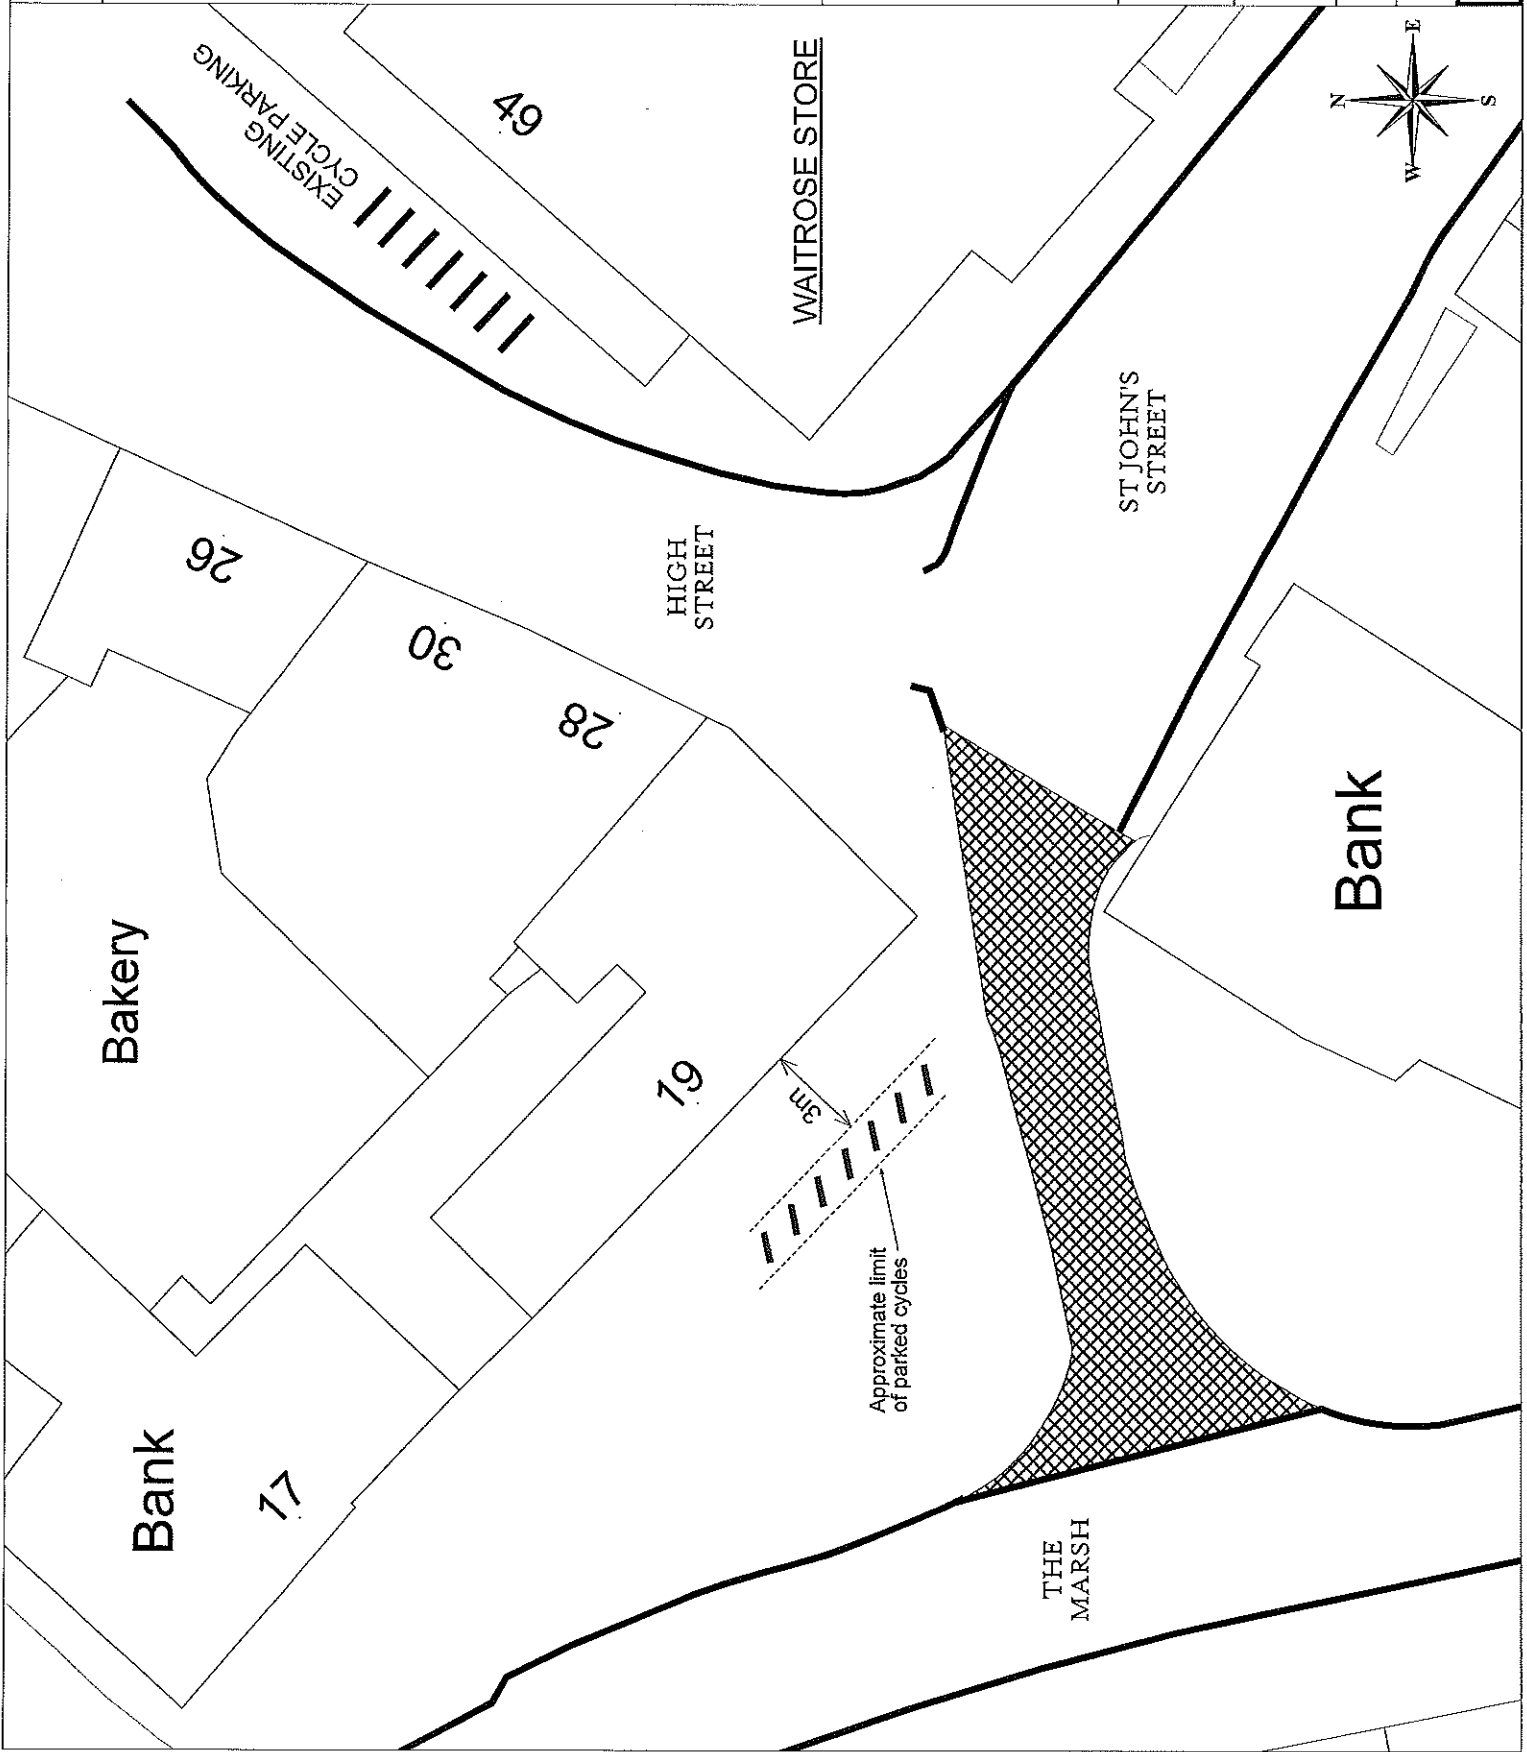 Bakery
Bank
26
EXISTING
CYCLE PARKING
17
30
49
28
19
HIGH
STREET
WAITROSE STORE
3m
Approximate limit
of parked cycles
THE
MARSH
ST JOHN'S
STREET
Bank
N
W E
S